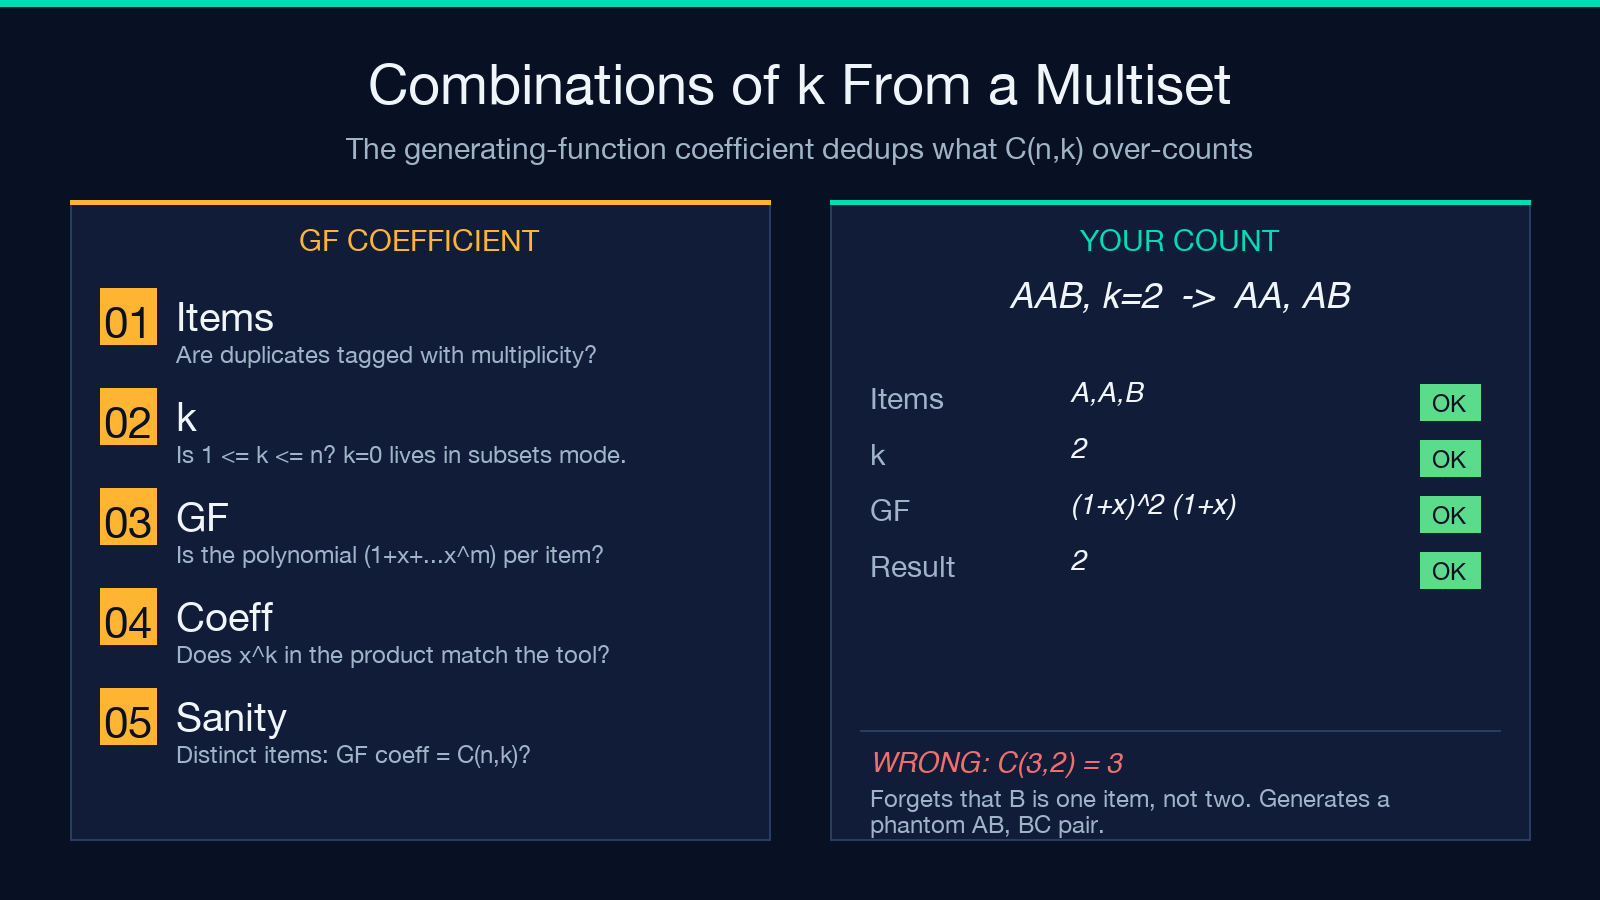 Combinations of k From a Multiset
The generating-function coefficient dedups what C(n,k) over-counts
GF COEFFICIENT
01 Items
Are duplicates tagged with multiplicity?
02 k
Is 1 <= k <= n? k=0 lives in subsets mode.
03 GF
Is the polynomial (1+x+...x^m) per item?
04 Coeff
Does x^k in the product match the tool?
05 Sanity
Distinct items: GF coeff = C(n,k)?
YOUR COUNT
AAB, k=2 -> AA, AB
Items A,A,B OK
k 2 OK
GF (1+x)^2 (1+x) OK
Result 2 OK
WRONG: C(3,2) = 3
Forgets that B is one item, not two. Generates a
phantom AB, BC pair.